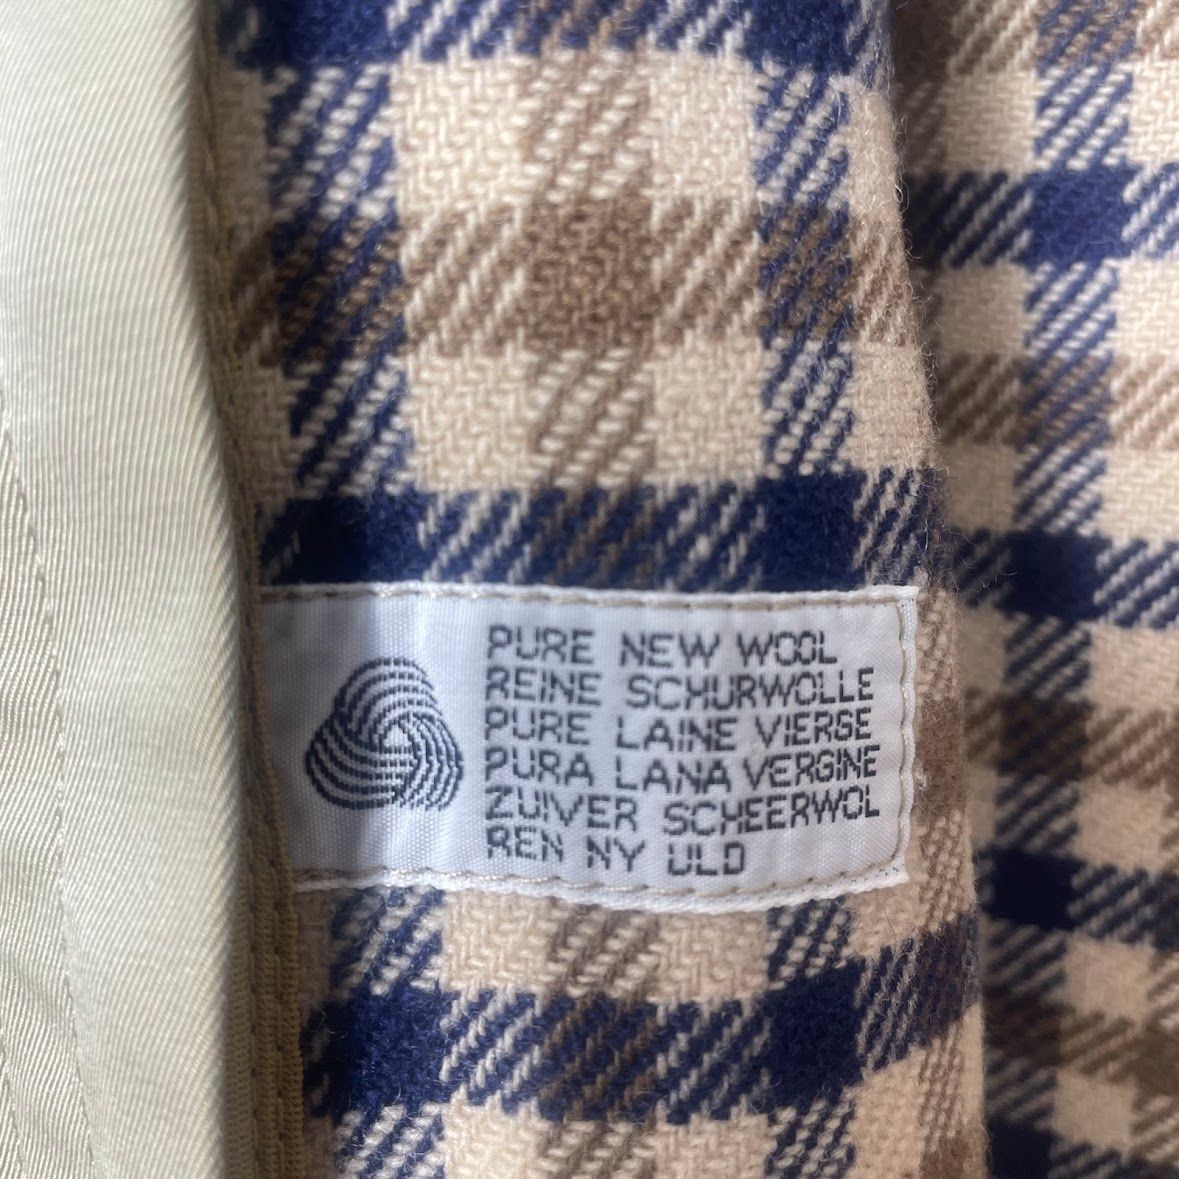 PURE NEW WOOL
REINE SCHURWOLLE
PURE LAINE VIERGE
PURA LANA VERGINE
ZUIVER SCHEERWOL
REN NY ULD